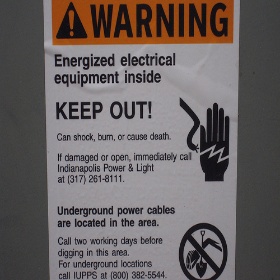 WARNING
Energized electrical
equipment inside
KEEP OUT!
Can shock, burn, or cause death.
If damaged or open, immediately call
Indianapolis Power & Light
at (317) 261-8111.
Underground power cables
are located in the area.
Call two working days before
digging in this area.
For underground locations
call IUPPS at (800) 382-5544.